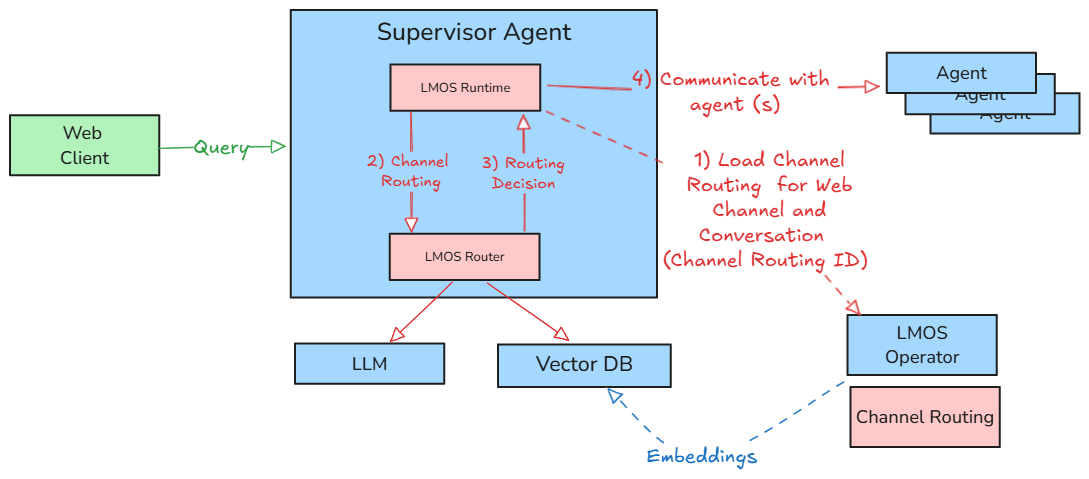 Supervisor Agent
LMOS Runtime
4) Communicate with
agent (s)
Agent
Agent
Agent
Web
Client
Query
2) Channel
Routing
3) Routing
Decision
1) Load Channel
Routing for Web
Channel and
Conversation
(Channel Routing ID)
LMOS Router
LLM
Vector DB
LMOS
Operator
Channel Routing
Embeddings